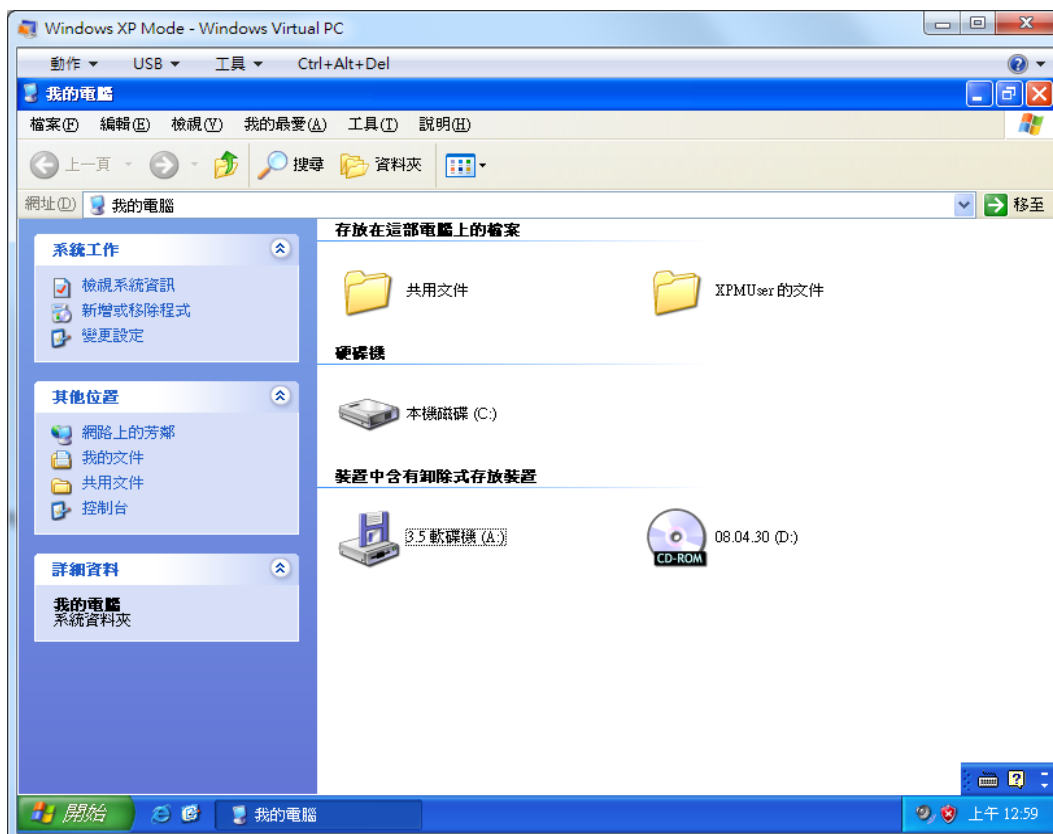 Windows XP Mode - Windows Virtual PC
動作 USB 工具 Ctrl+Alt+Del
我的電腦
檔案(F) 編輯(E) 檢視(V) 我的最愛(A) 工具(T) 說明(H)
上一頁 搜尋 資料夾
網址(D) 我的電腦 移至
系統工作
檢視系統資訊
新增或移除程式
變更設定
其他位置
網路上的芳鄰
我的文件
共用文件
控制台
詳細資料
我的電腦
系統資料夾
存放在這部電腦上的檔案
共用文件 XPMUser 的文件
硬碟機
本機磁碟 (C:)
裝置中含有卸除式存放裝置
3.5 軟碟機 (A:) 08.04.30 (D:)
CD-ROM
開始 我的電腦 上午 12:59